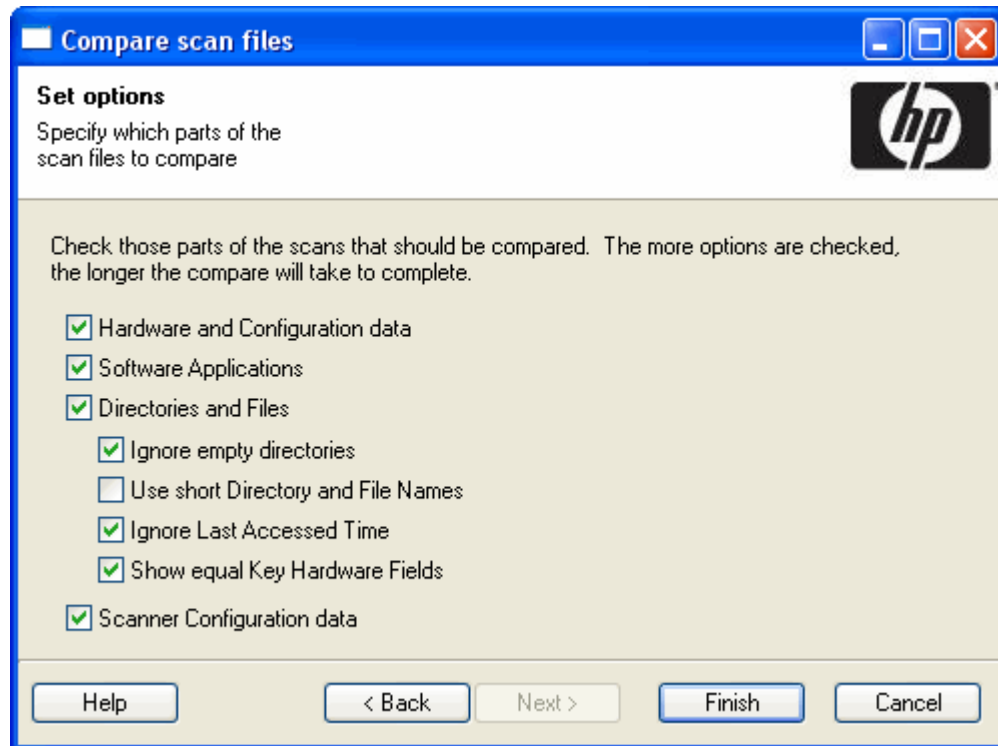 Compare scan files
Set options
Specify which parts of the
scan files to compare
hp
Check those parts of the scans that should be compared.  The more options are checked,
the longer the compare will take to complete.
Hardware and Configuration data
Software Applications
Directories and Files
Ignore empty directories
Use short Directory and File Names
Ignore Last Accessed Time
Show equal Key Hardware Fields
Scanner Configuration data
Help
< Back
Next >
Finish
Cancel